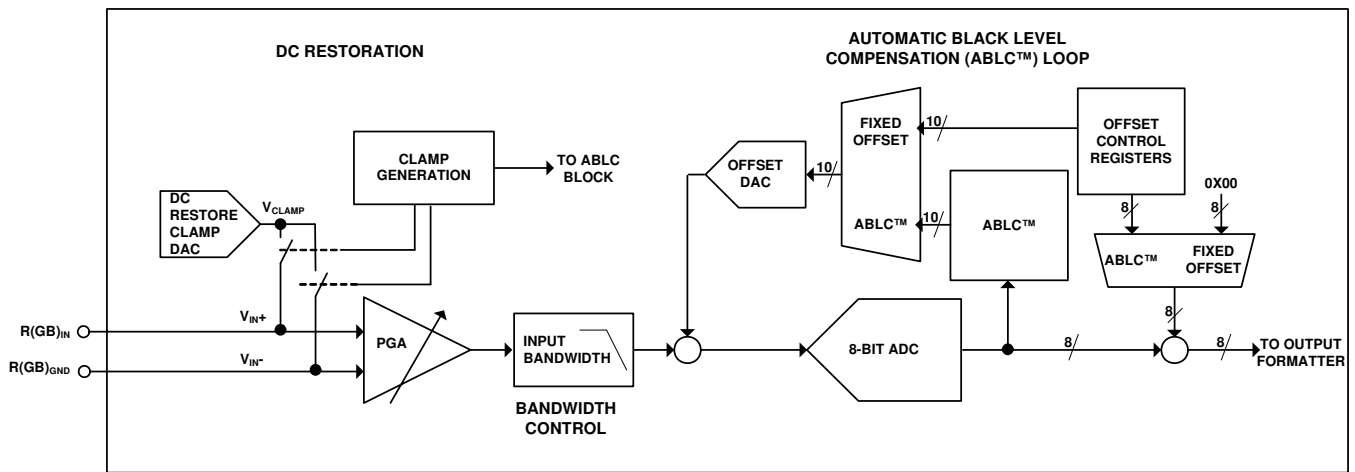 DC RESTORATION
AUTOMATIC BLACK LEVEL
COMPENSATION (ABLC™) LOOP
CLAMP
GENERATION
TO ABLC
BLOCK
DC
RESTORE
CLAMP
DAC
VCLAMP
OFFSET
DAC
10
FIXED
OFFSET
ABLC™
10
10
ABLC™
OFFSET
CONTROL
REGISTERS
8
0X00
8
ABLC™
FIXED
OFFSET
8
R(GB)IN
VIN+
R(GB)GND
VIN-
PGA
INPUT
BANDWIDTH
BANDWIDTH
CONTROL
8-BIT ADC
8
8
TO OUTPUT
FORMATTER